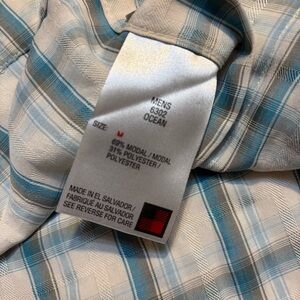 MENS
6302
OCEAN
SIZE: M
69% MODAL / MODAL
31% POLYESTER /
POLYESTER
MADE IN EL SALVADOR /
FABRIQUE AU SALVADOR
SEE REVERSE FOR CARE